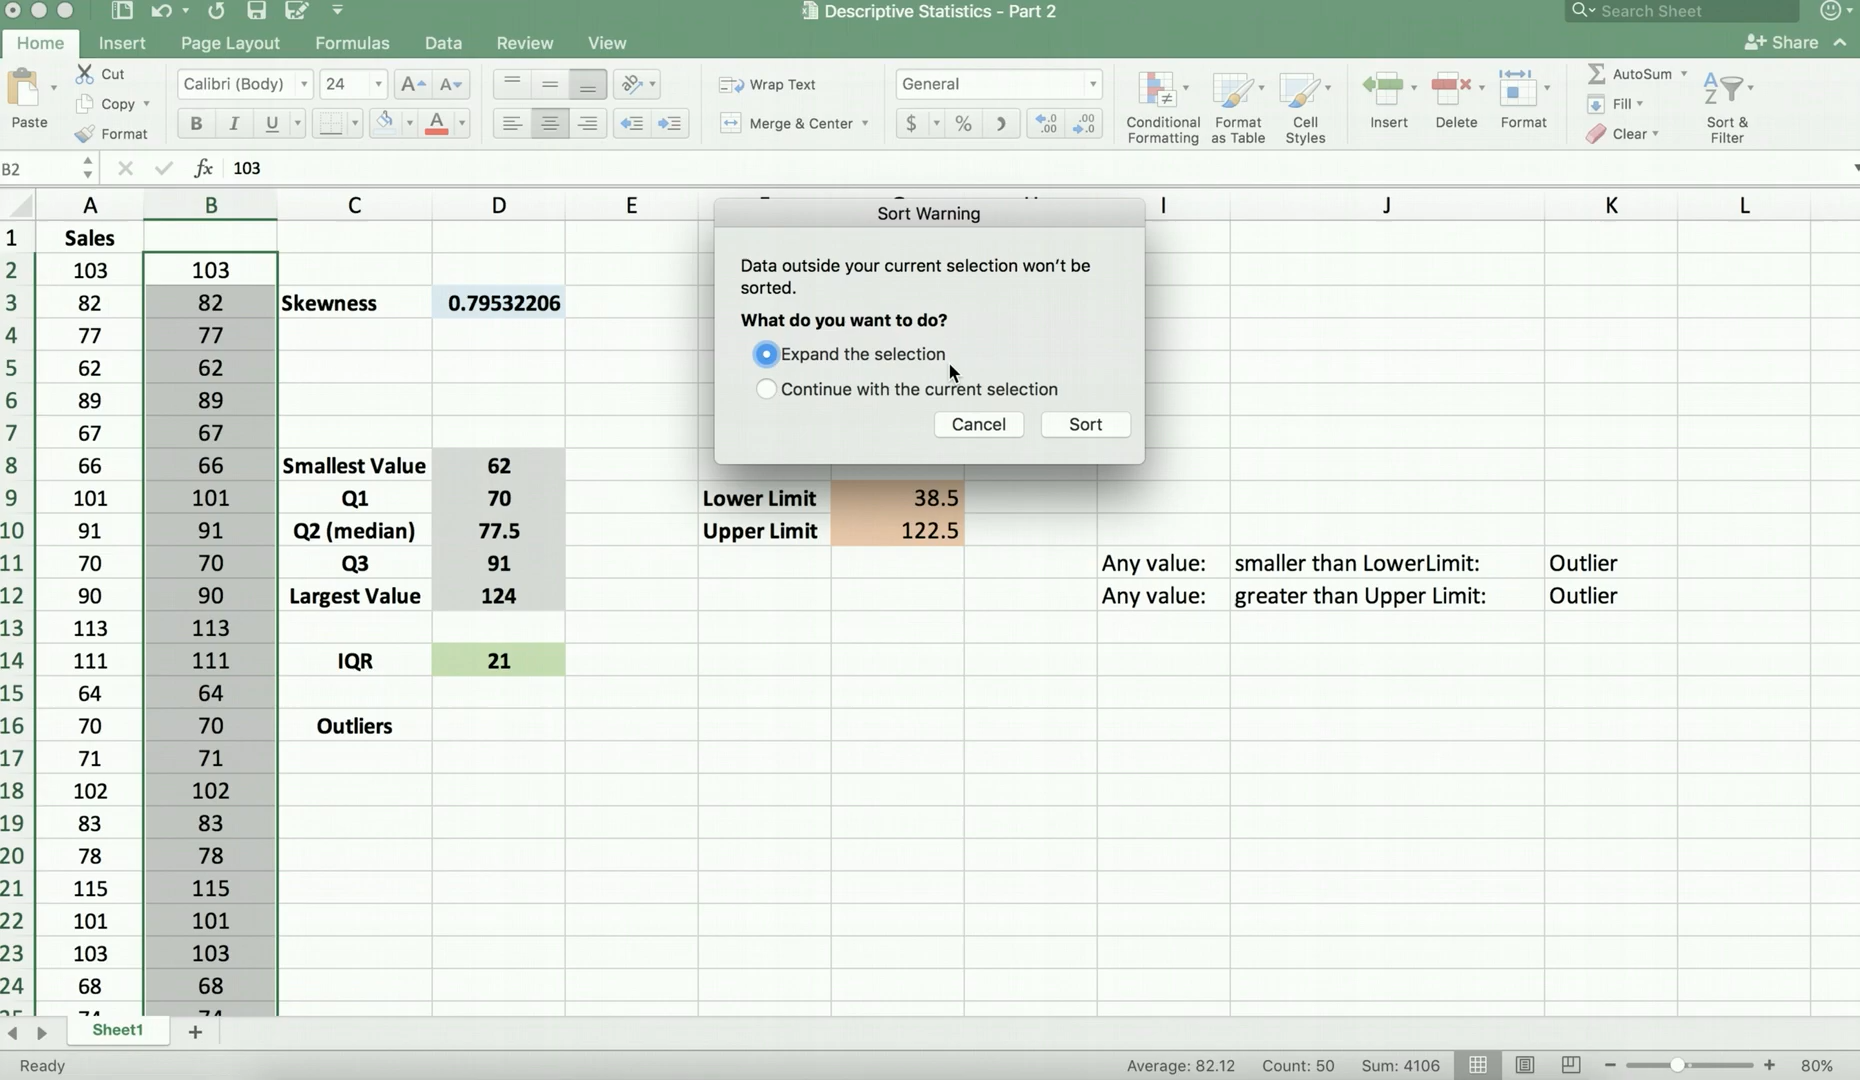 Descriptive Statistics - Part 2
Search Sheet
Home Insert Page Layout Formulas Data Review View
Share
Paste
Cut
Copy
Format
Calibri (Body) 24
B I U
Wrap Text
Merge & Center
General
$ % )
Conditional Formatting
Format as Table
Cell Styles
Insert Delete Format
AutoSum
Fill
Clear
Sort & Filter
B2 fx 103
A B C D E I J K L
1 Sales
2 103 103
3 82 82 Skewness 0.79532206
4 77 77
5 62 62
6 89 89
7 67 67
8 66 66 Smallest Value 62
9 101 101 Q1 70 Lower Limit 38.5
10 91 91 Q2 (median) 77.5 Upper Limit 122.5
11 70 70 Q3 91 Any value: smaller than LowerLimit: Outlier
12 90 90 Largest Value 124 Any value: greater than Upper Limit: Outlier
13 113 113
14 111 111 IQR 21
15 64 64
16 70 70 Outliers
17 71 71
18 102 102
19 83 83
20 78 78
21 115 115
22 101 101
23 103 103
24 68 68
Sort Warning
Data outside your current selection won't be
sorted.
What do you want to do?
Expand the selection
Continue with the current selection
Cancel Sort
Sheet1
Ready
Average: 82.12 Count: 50 Sum: 4106
80%